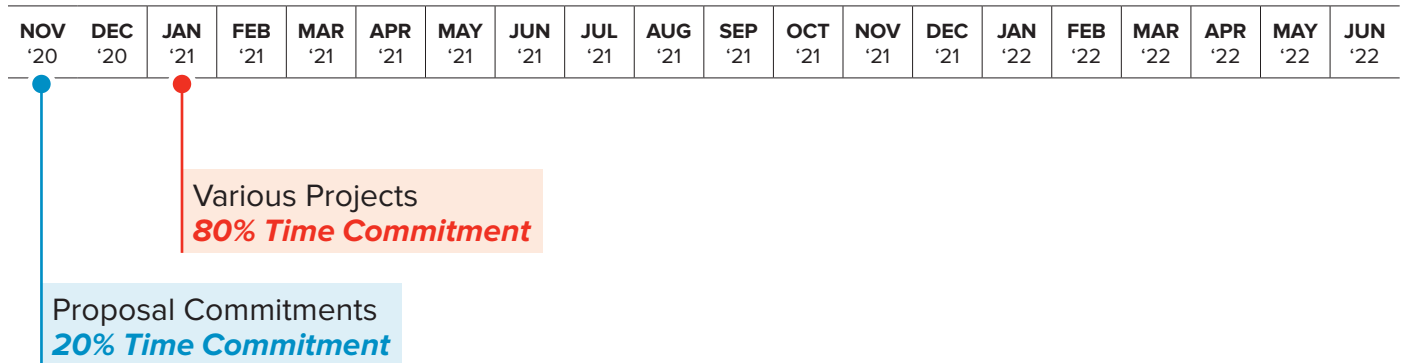 NOV DEC JAN FEB MAR APR MAY JUN JUL AUG SEP OCT NOV DEC JAN FEB MAR APR MAY JUN
‘20 ‘20 ‘21 ‘21 ‘21 ‘21 ‘21 ‘21 ‘21 ‘21 ‘21 ‘21 ‘21 ‘21 ‘22 ‘22 ‘22 ‘22 ‘22 ‘22
Various Projects
80% Time Commitment
Proposal Commitments
20% Time Commitment